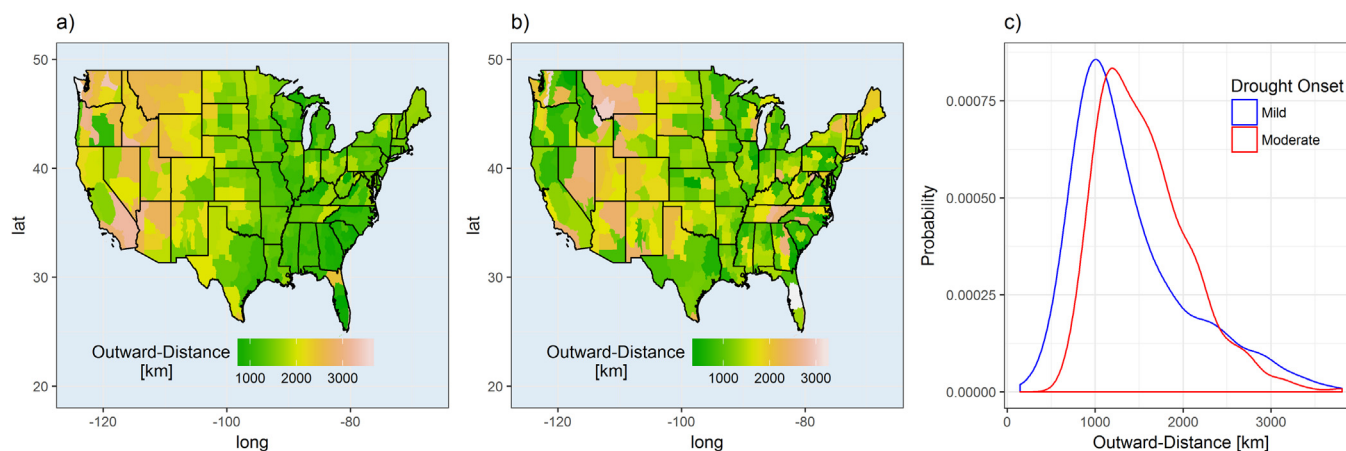 a)
50
40
30
20
lat
-120
-100
-80
long
Outward-Distance
[km]
1000
2000
3000
b)
50
40
30
20
-120
-100
-80
long
Outward-Distance
[km]
1000
2000
3000
c)
Probability
0.00075
0.00050
0.00025
0.00000
0
1000
2000
3000
Outward-Distance [km]
Drought Onset
Mild
Moderate